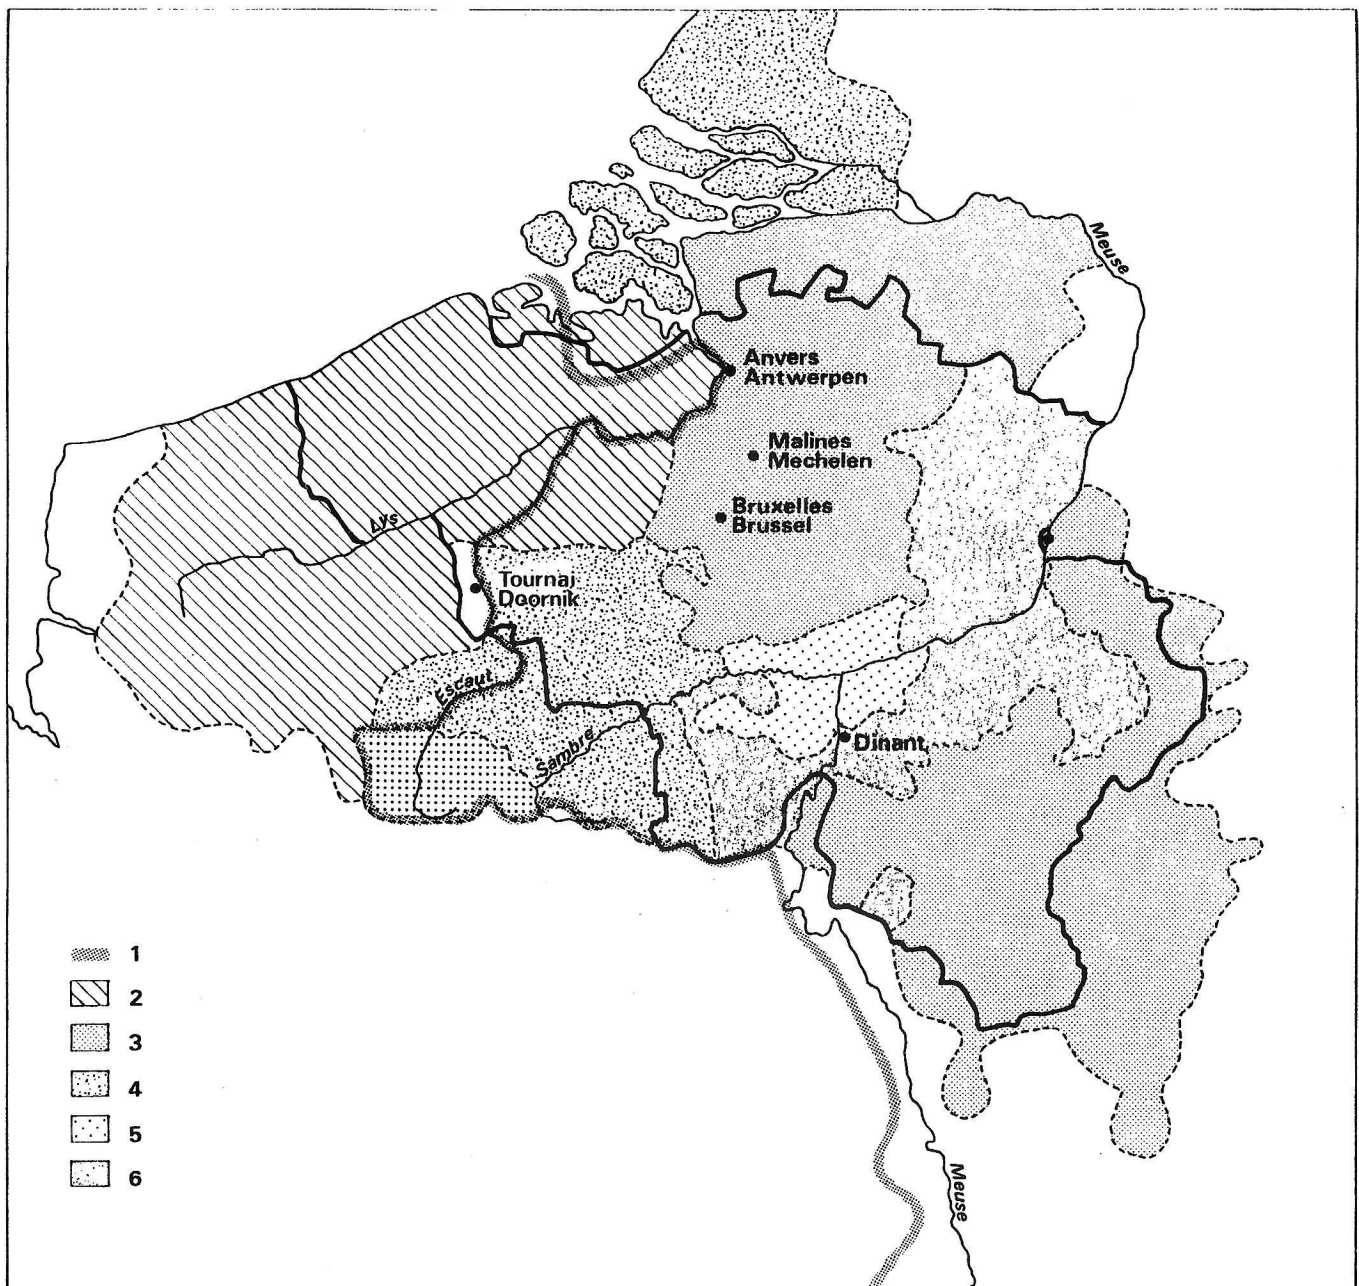 Meuse
Anvers
Antwerpen
Malines
Mechelen
Bruxelles
Brussel
Lys
Tournai
Doornik
Escaut
Sambre
Dinant
1
2
3
4
5
6
Meuse